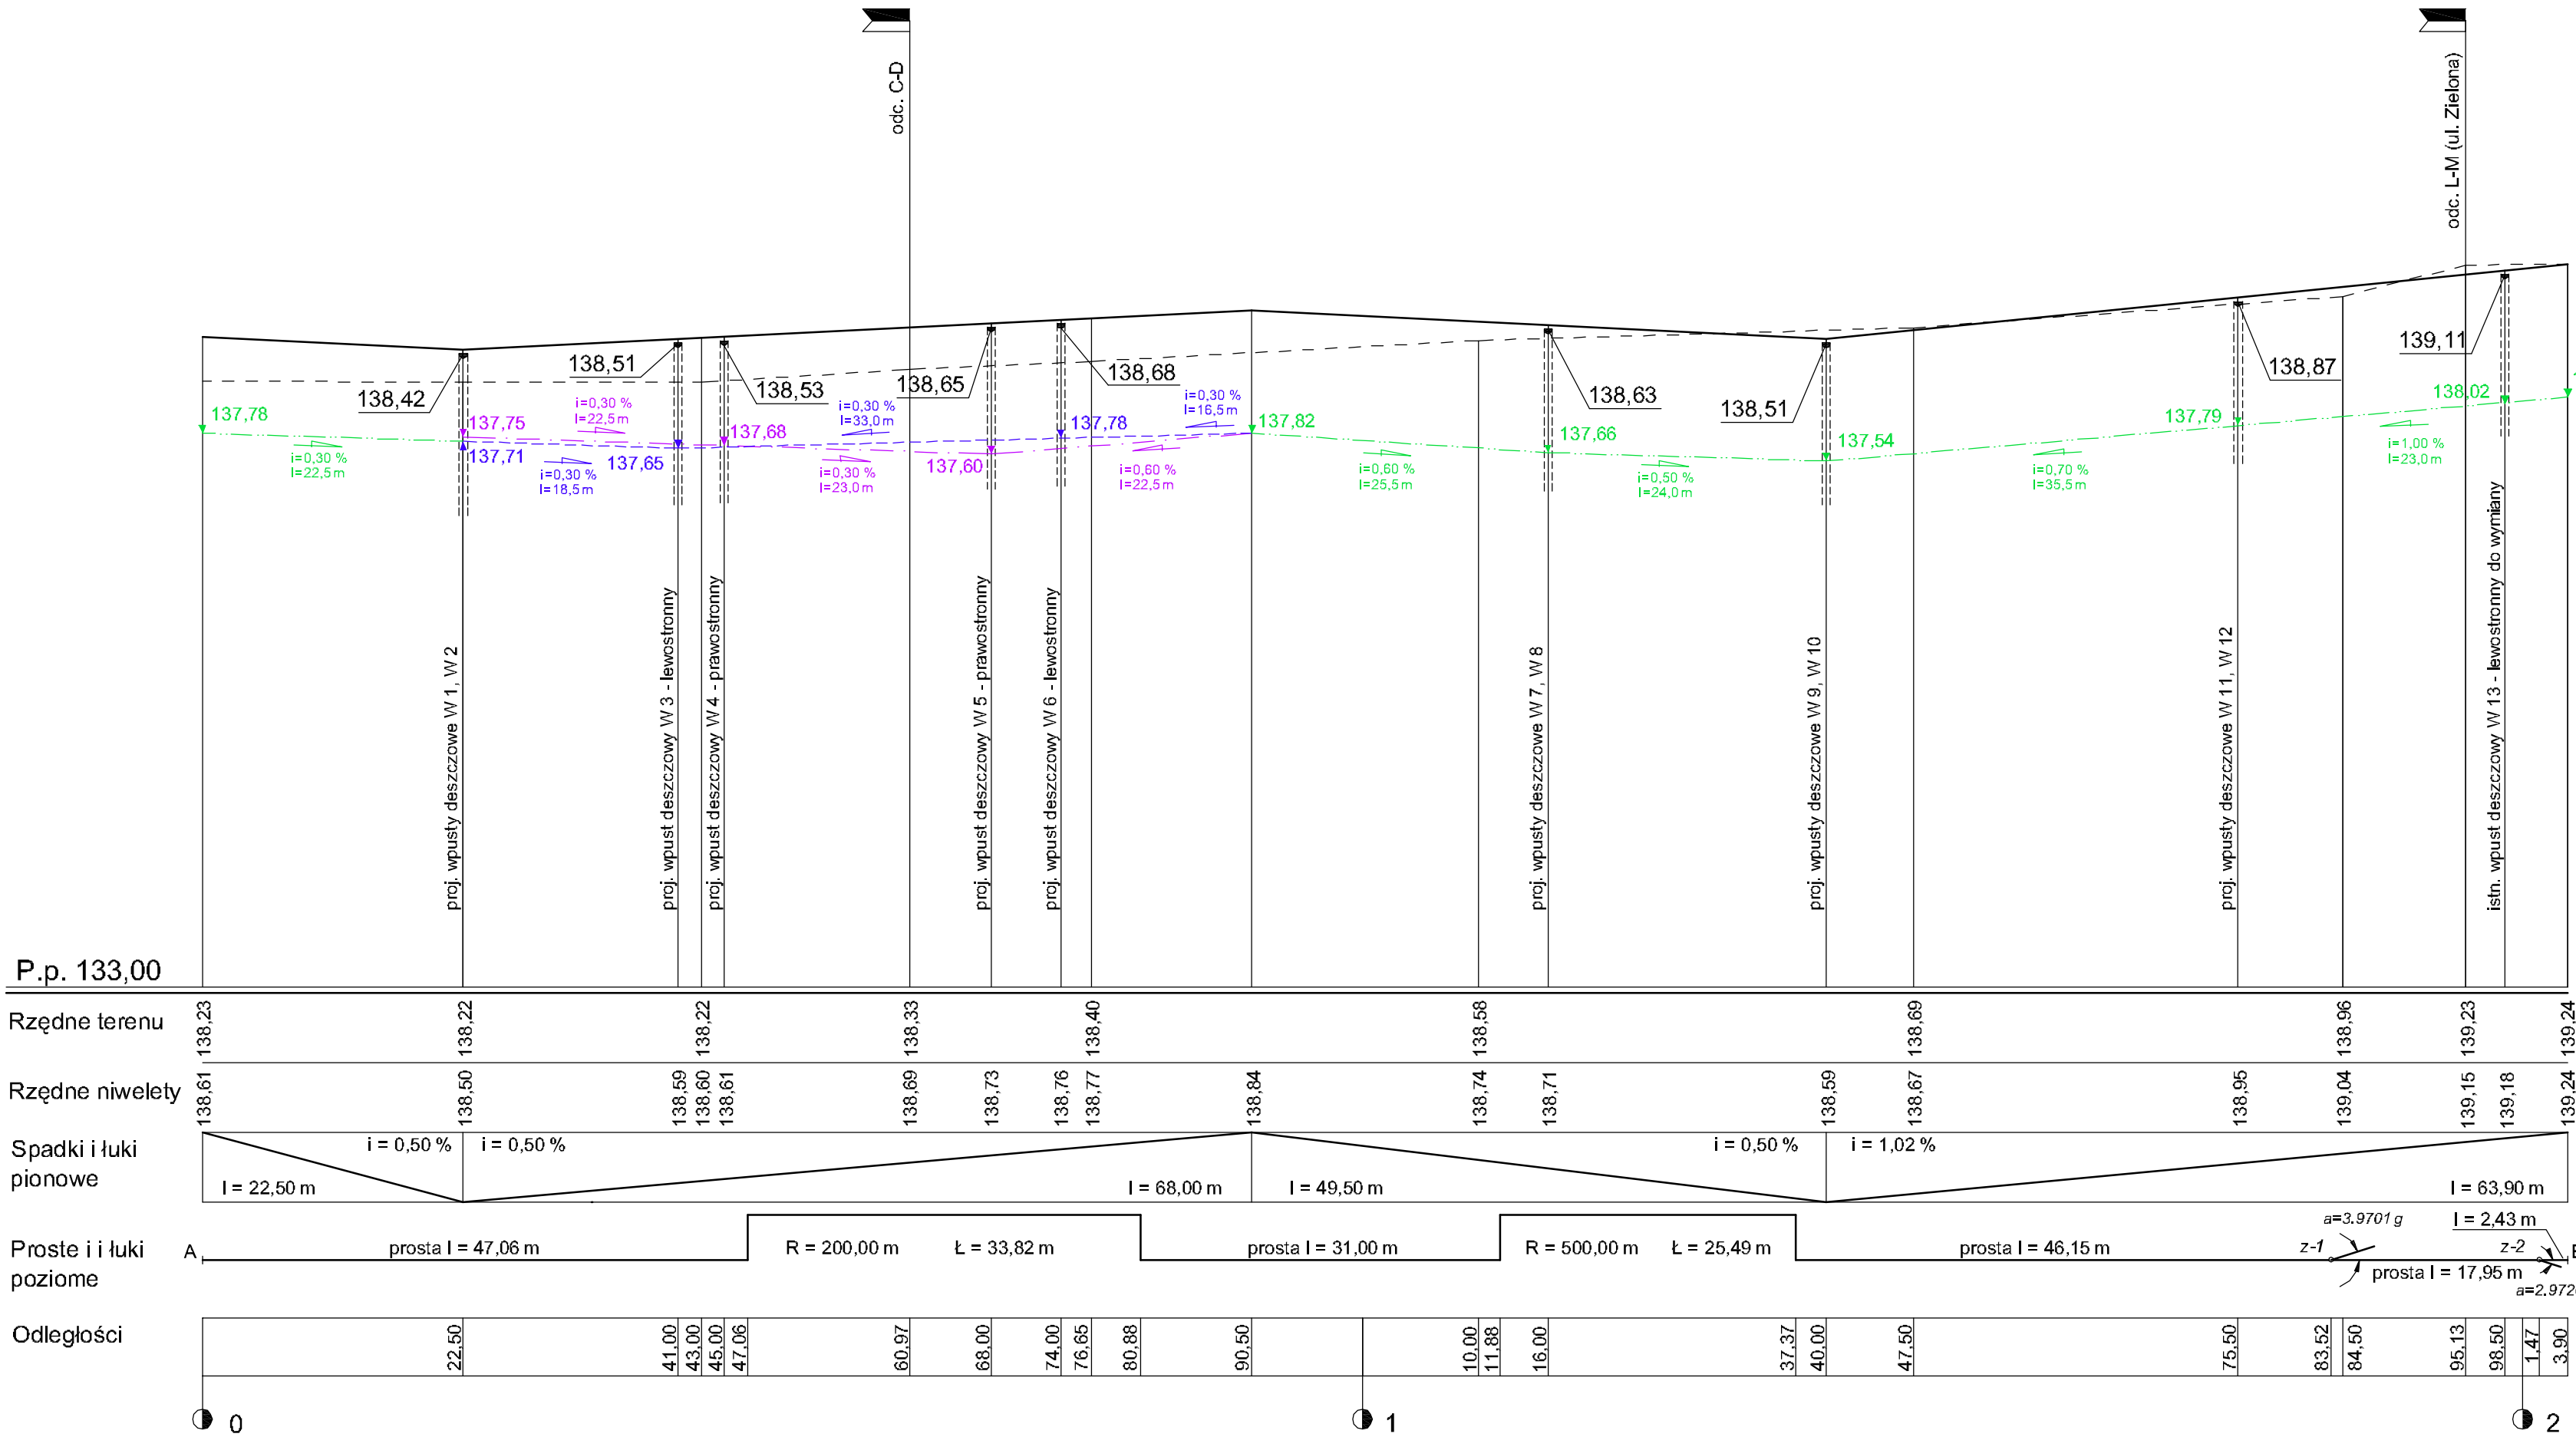 odc. C-D
odc. L-M (ul. Zielona)
138,42
138,51
138,53
138,65
138,68
138,63
138,51
138,87
139,11
137,78
137,75
137,71
137,65
137,68
137,60
137,78
137,82
137,66
137,54
137,79
138,02
i=0,30 %
l=22,5 m
i=0,30 %
l=22,5 m
i=0,30 %
l=18,5 m
i=0,30 %
l=33,0 m
i=0,30 %
l=23,0 m
i=0,30 %
l=16,5 m
i=0,60 %
l=22,5 m
i=0,60 %
l=25,5 m
i=0,50 %
l=24,0 m
i=0,70 %
l=35,5 m
i=1,00 %
l=23,0 m
proj. wpusty deszczowe W 1, W 2
proj. wpust deszczowy W 3 - lewostronny
proj. wpust deszczowy W 4 - prawostronny
proj. wpust deszczowy W 5 - prawostronny
proj. wpust deszczowy W 6 - lewostronny
proj. wpusty deszczowe W 7, W 8
proj. wpusty deszczowe W 9, W 10
proj. wpusty deszczowe W 11, W 12
istn. wpust deszczowy W 13 - lewostronny do wymiany
P.p. 133,00
Rzędne terenu
138,23 138,22 138,22 138,33 138,40 138,58 138,69 138,96 139,23 139,24
Rzędne niwelety
138,61 138,50 138,59 138,60 138,61 138,69 138,73 138,76 138,77 138,84 138,74 138,71 138,59 138,67 138,95 139,04 139,15 139,18 139,24
Spadki i łuki
pionowe
i = 0,50 % i = 0,50 % i = 0,50 % i = 1,02 %
l = 22,50 m l = 68,00 m l = 49,50 m l = 63,90 m
Proste i i łuki
poziome
A prosta l = 47,06 m R = 200,00 m Ł = 33,82 m prosta l = 31,00 m R = 500,00 m Ł = 25,49 m prosta l = 46,15 m
z-1
a=3.9701 g
prosta l = 17,95 m
z-2
l = 2,43 m
a=2.972
Odległości
22,50 41,00 43,00 45,00 47,06 60,97 68,00 74,00 76,65 80,88 90,50 10,00 11,88 16,00 37,37 40,00 47,50 75,50 83,52 84,50 95,13 98,50 1,47 3,90
0
1
2